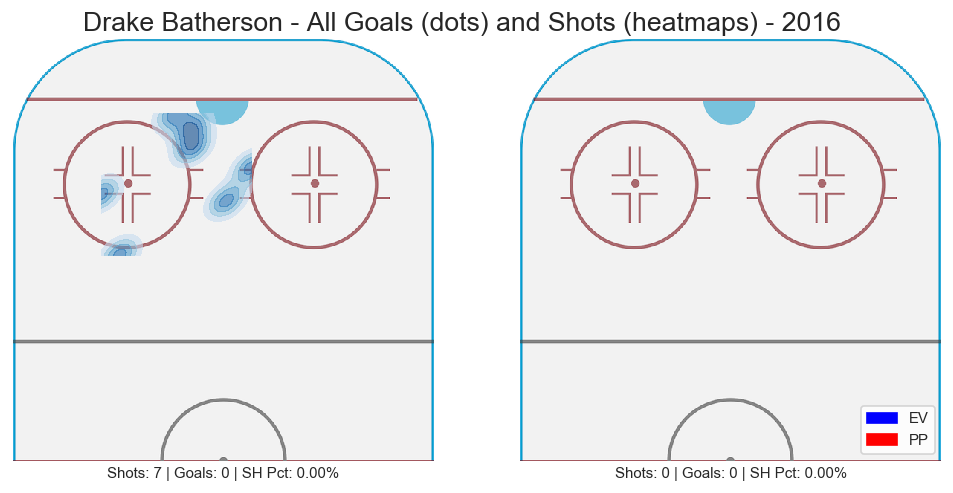 Drake Batherson - All Goals (dots) and Shots (heatmaps) - 2016
EV
PP
Shots: 7 | Goals: 0 | SH Pct: 0.00%
Shots: 0 | Goals: 0 | SH Pct: 0.00%